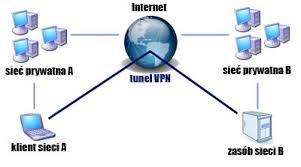 Internet
sieć prywatna A
sieć prywatna B
tunel VPN
klient sieci A
zasób sieci B